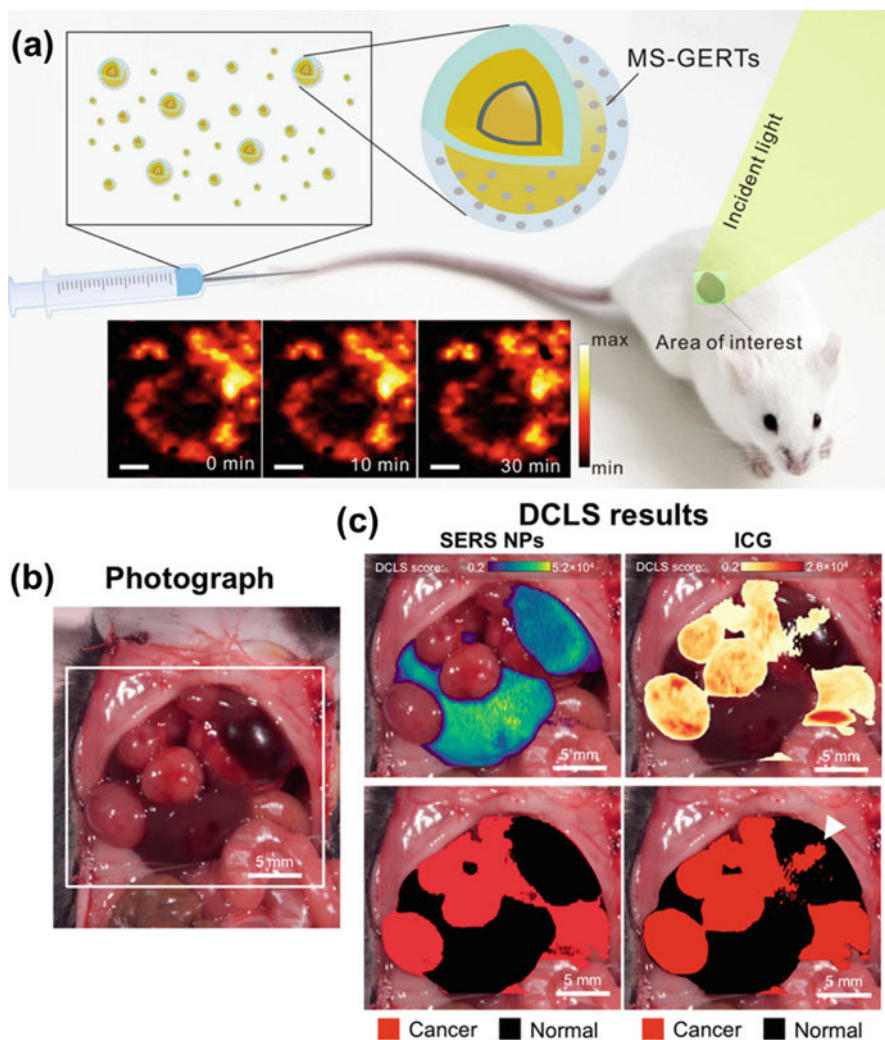 (a)
MS-GERTs
Incident light
Area of interest
max
min
0 min
10 min
30 min
(b)
Photograph
5 mm
(c)
DCLS results
SERS NPs
ICG
DCLS score: 0.2 5.2×10⁴
DCLS score: 0.2 2.6×10⁴
5 mm
5 mm
5 mm
5 mm
Cancer Normal
Cancer Normal